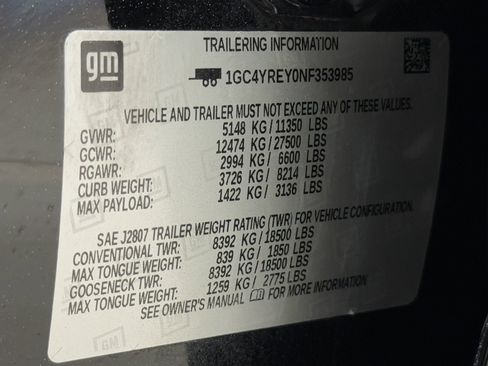 gm
TRAILERING INFORMATION
1GC4YREY0NF353985
VEHICLE AND TRAILER MUST NOT EXCEED ANY OF THESE VALUES.
GVWR: 5148 KG / 11350 LBS
GCWR: 12474 KG / 27500 LBS
RGAWR: 2994 KG / 6600 LBS
CURB WEIGHT: 3726 KG / 8214 LBS
MAX PAYLOAD: 1422 KG / 3136 LBS
SAE J2807 TRAILER WEIGHT RATING (TWR) FOR VEHICLE CONFIGURATION.
CONVENTIONAL TWR: 8392 KG / 18500 LBS
MAX TONGUE WEIGHT: 839 KG / 1850 LBS
GOOSENECK TWR: 8392 KG / 18500 LBS
MAX TONGUE WEIGHT: 1259 KG / 2775 LBS
SEE OWNER'S MANUAL FOR MORE INFORMATION